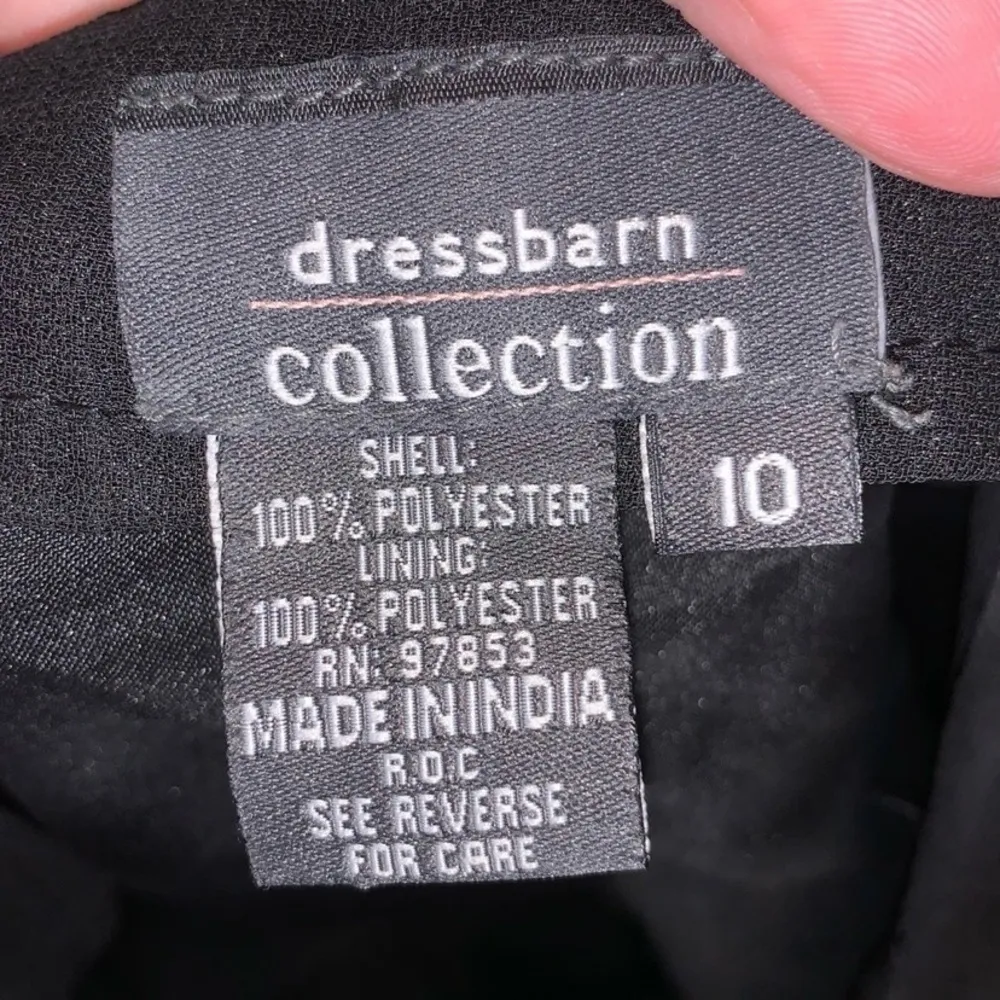 dressbarn
collection
10
SHELL:
100% POLYESTER
LINING:
100% POLYESTER
RN: 97853
MADE IN INDIA
R.D.C
SEE REVERSE
FOR CARE